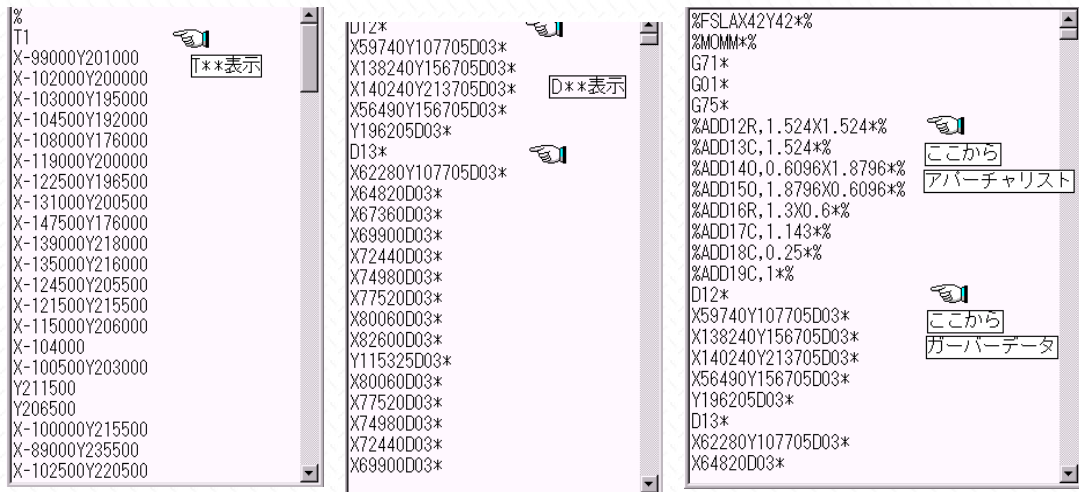 %
T1
X-99000Y201000
T**表示
X-102000Y200000
X-103000Y195000
X-104500Y192000
X-108000Y176000
X-119000Y200000
X-122500Y196500
X-131000Y200500
X-147500Y176000
X-139000Y218000
X-135000Y216000
X-124500Y205500
X-121500Y215500
X-115000Y206000
X-104000
X-100500Y203000
Y211500
Y206500
X-100000Y215500
X-89000Y235500
X-102500Y220500
D12*
X59740Y107705D03*
X138240Y156705D03*
X140240Y213705D03*
D**表示
X56490Y156705D03*
Y196205D03*
D13*
X62280Y107705D03*
X64820D03*
X67360D03*
X69900D03*
X72440D03*
X74980D03*
X77520D03*
X80060D03*
X82600D03*
Y115325D03*
X80060D03*
X77520D03*
X74980D03*
X72440D03*
X69900D03*
%FSLAX42Y42*%
%MOMM*%
G71*
G01*
G75*
%ADD12R,1.524X1.524*%
%ADD13C,1.524*%
ここから
%ADD14O,0.6096X1.8796*%
アパーチャリスト
%ADD15O,1.8796X0.6096*%
%ADD16R,1.3X0.6*%
%ADD17C,1.143*%
%ADD18C,0.25*%
%ADD19C,1*%
D12*
X59740Y107705D03*
ここから
X138240Y156705D03*
ガーバーデータ
X140240Y213705D03*
X56490Y156705D03*
Y196205D03*
D13*
X62280Y107705D03*
X64820D03*